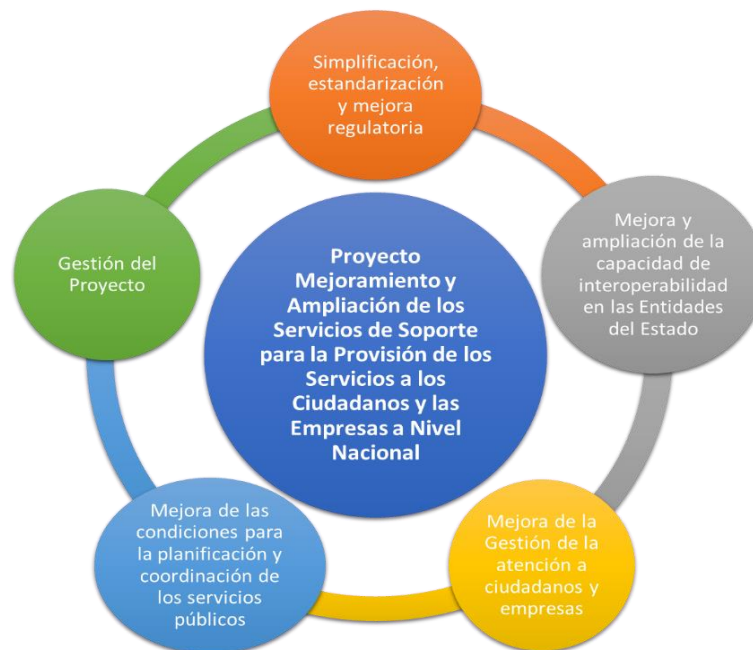 Simplificación,
estandarización
y mejora
regulatoria
Mejora y
ampliación de la
capacidad de
interoperabilidad
en las Entidades
del Estado
Mejora de la
Gestión de la
atención a
ciudadanos y
empresas
Mejora de las
condiciones para
la planificación y
coordinación de
los servicios
públicos
Gestión del
Proyecto
Proyecto
Mejoramiento y
Ampliación de los
Servicios de Soporte
para la Provisión de los
Servicios a los
Ciudadanos y las
Empresas a Nivel
Nacional